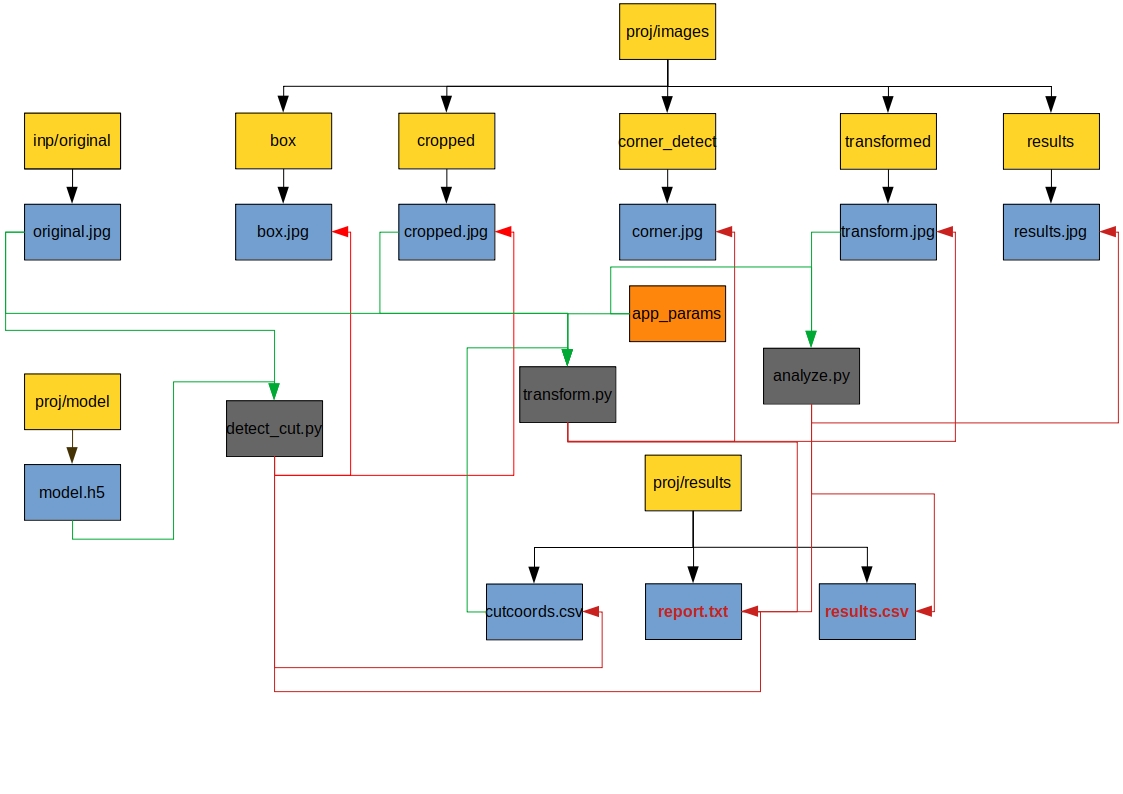 proj/images
inp/original
box
cropped
corner_detect
transformed
results
original.jpg
box.jpg
cropped.jpg
corner.jpg
transform.jpg
results.jpg
app_params
analyze.py
transform.py
proj/model
detect_cut.py
model.h5
proj/results
cutcoords.csv
report.txt
results.csv